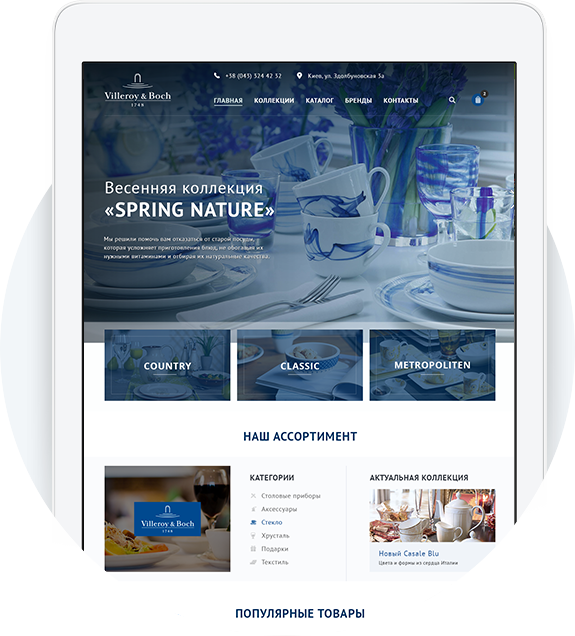 Villeroy & Boch
1748
+38 (043) 324 42 32
Киев, ул. Здолбуновская 3а
ГЛАВНАЯ КОЛЛЕКЦИИ КАТАЛОГ БРЕНДЫ КОНТАКТЫ
2
Весенняя коллекция
«SPRING NATURE»
Мы решили помочь вам отказаться от старой посуды,
которая усложняет приготовления блюд, не обогащая их
нужными витаминами и отбирая их натуральные качества.
COUNTRY
CLASSIC
METROPOLITEN
НАШ АССОРТИМЕНТ
Villeroy & Boch
1748
КАТЕГОРИИ
Столовые приборы
Аксессуары
Стекло
Хрусталь
Подарки
Текстиль
АКТУАЛЬНАЯ КОЛЛЕКЦИЯ
Новый Casale Blu
Цвета и формы из сердца Италии
ПОПУЛЯРНЫЕ ТОВАРЫ